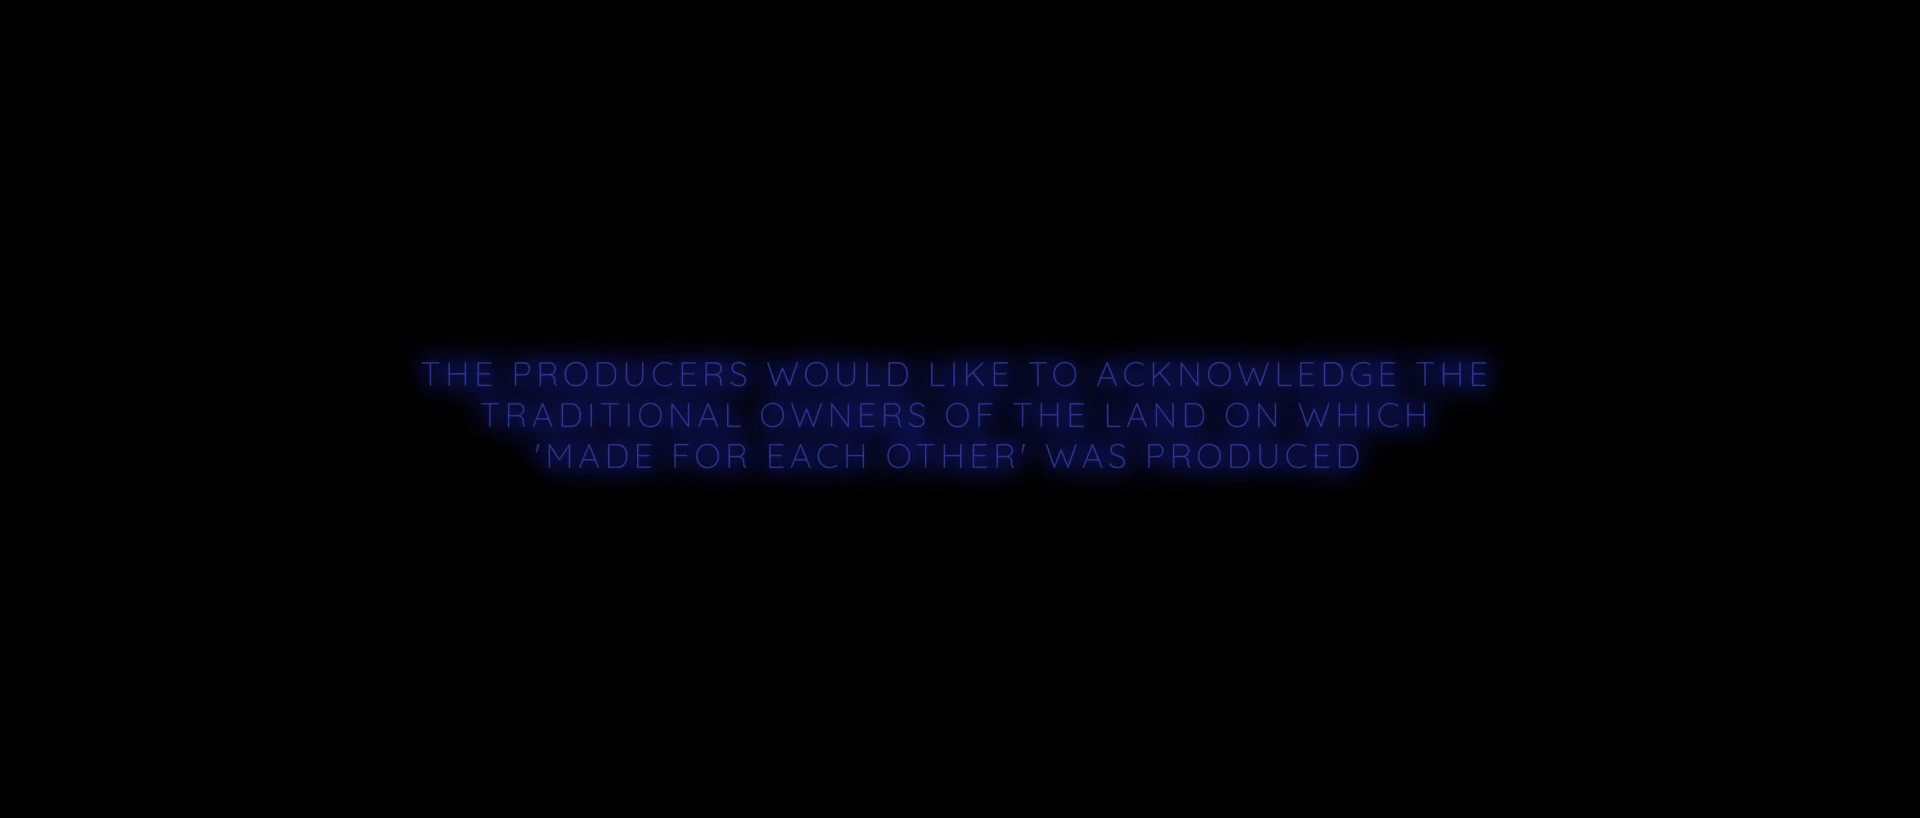 THE PRODUCERS WOULD LIKE TO ACKNOWLEDGE THE
TRADITIONAL OWNERS OF THE LAND ON WHICH
'MADE FOR EACH OTHER' WAS PRODUCED